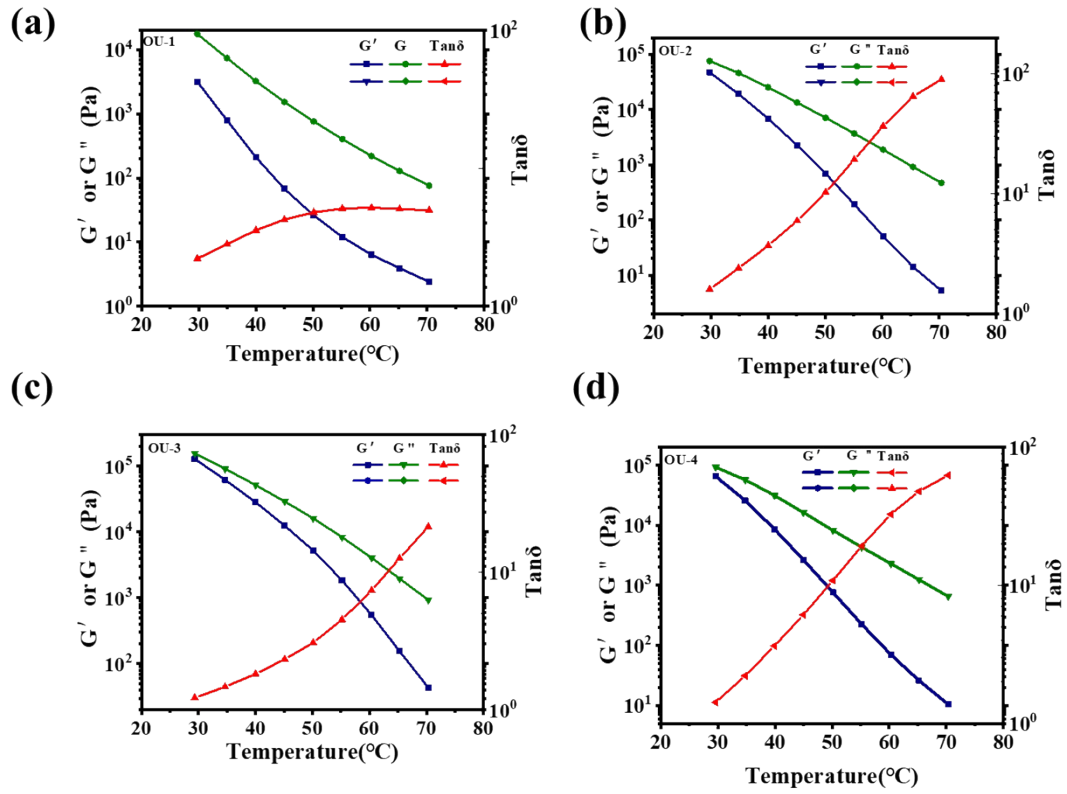 (a)
OU-1
G′ G Tanδ
10⁴
10³
10²
10¹
10⁰
G′ or G " (Pa)
10²
10¹
10⁰
Tanδ
20 30 40 50 60 70 80
Temperature(°C)
(b)
OU-2
G′ G " Tanδ
10⁵
10⁴
10³
10²
10¹
G′ or G " (Pa)
10²
10¹
10⁰
Tanδ
20 30 40 50 60 70 80
Temperature(°C)
(c)
OU-3
G′ G " Tanδ
10⁵
10⁴
10³
10²
G′ or G " (Pa)
10²
10¹
10⁰
Tanδ
20 30 40 50 60 70 80
Temperature(°C)
(d)
OU-4
G′ G " Tanδ
10⁵
10⁴
10³
10²
10¹
G′ or G " (Pa)
10²
10¹
10⁰
Tanδ
20 30 40 50 60 70 80
Temperature(°C)